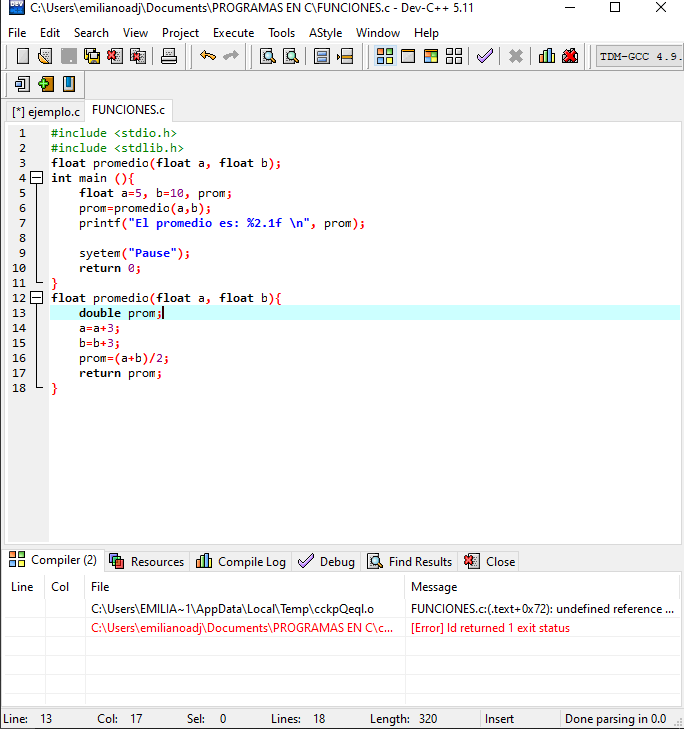 C:\Users\emilianoadj\Documents\PROGRAMAS EN C\FUNCIONES.c - Dev-C++ 5.11
File Edit Search View Project Execute Tools AStyle Window Help
TDM-GCC 4.9.
[*] ejemplo.c FUNCIONES.c
1 #include <stdio.h>
2 #include <stdlib.h>
3 float promedio(float a, float b);
4 int main (){
5 float a=5, b=10, prom;
6 prom=promedio(a,b);
7 printf("El promedio es: %2.1f \n", prom);
8
9 syetem("Pause");
10 return 0;
11 }
12 float promedio(float a, float b){
13 double prom;
14 a=a+3;
15 b=b+3;
16 prom=(a+b)/2;
17 return prom;
18 }
Compiler (2) Resources Compile Log Debug Find Results Close
Line Col File Message
C:\Users\EMILIA~1\AppData\Local\Temp\cckpQeql.o FUNCIONES.c:(.text+0x72): undefined reference ...
C:\Users\emilianoadj\Documents\PROGRAMAS EN C\c... [Error] ld returned 1 exit status
Line: 13 Col: 17 Sel: 0 Lines: 18 Length: 320 Insert Done parsing in 0.0